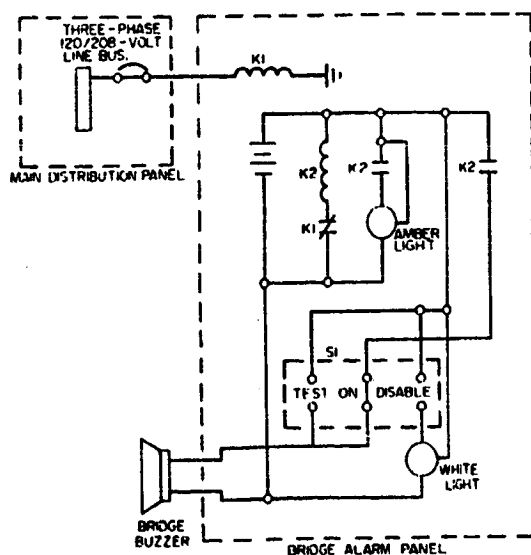 THREE-PHASE
120/208-VOLT
LINE BUS.
K1
MAIN DISTRIBUTION PANEL
K2
K2
K2
K1
AMBER
LIGHT
S1
TEST ON DISABLE
WHITE
LIGHT
BRIDGE
BUZZER
BRIDGE ALARM PANEL